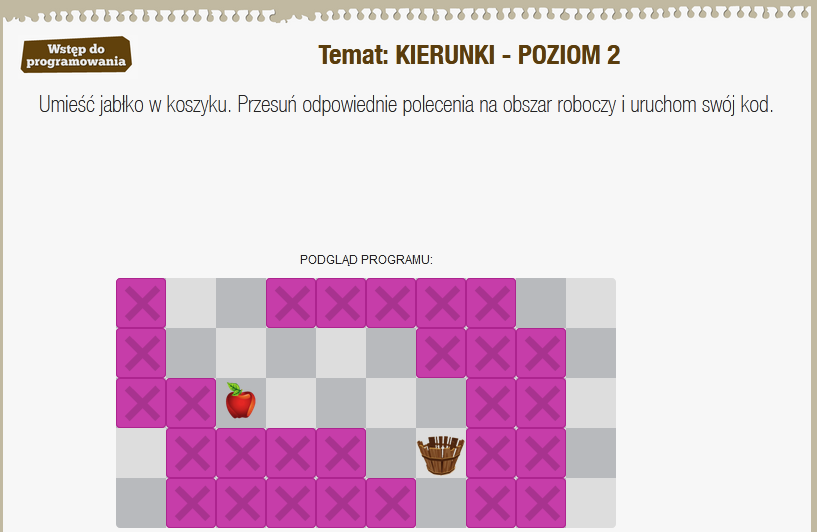 Wstęp do
programowania
Temat: KIERUNKI - POZIOM 2
Umieść jabłko w koszyku. Przesuń odpowiednie polecenia na obszar roboczy i uruchom swój kod.
PODGLĄD PROGRAMU: